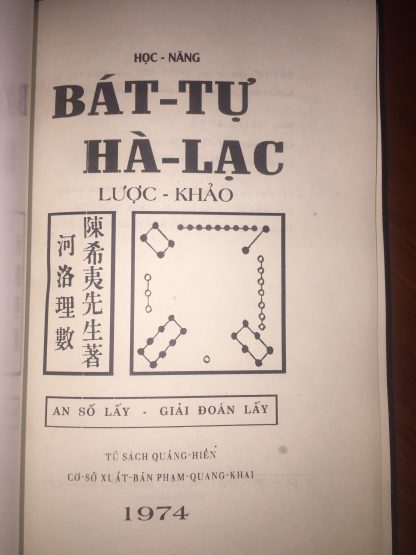 HỌC - NĂNG
BÁT-TỰ
HÀ-LẠC
LƯỢC - KHẢO
陳希夷先生著
河洛理數
AN SỐ LẤY - GIẢI ĐOÁN LẤY
TỦ SÁCH QUẢNG-HIỀN
CƠ-SỞ XUẤT-BẢN PHẠM-QUANG-KHAI
1974